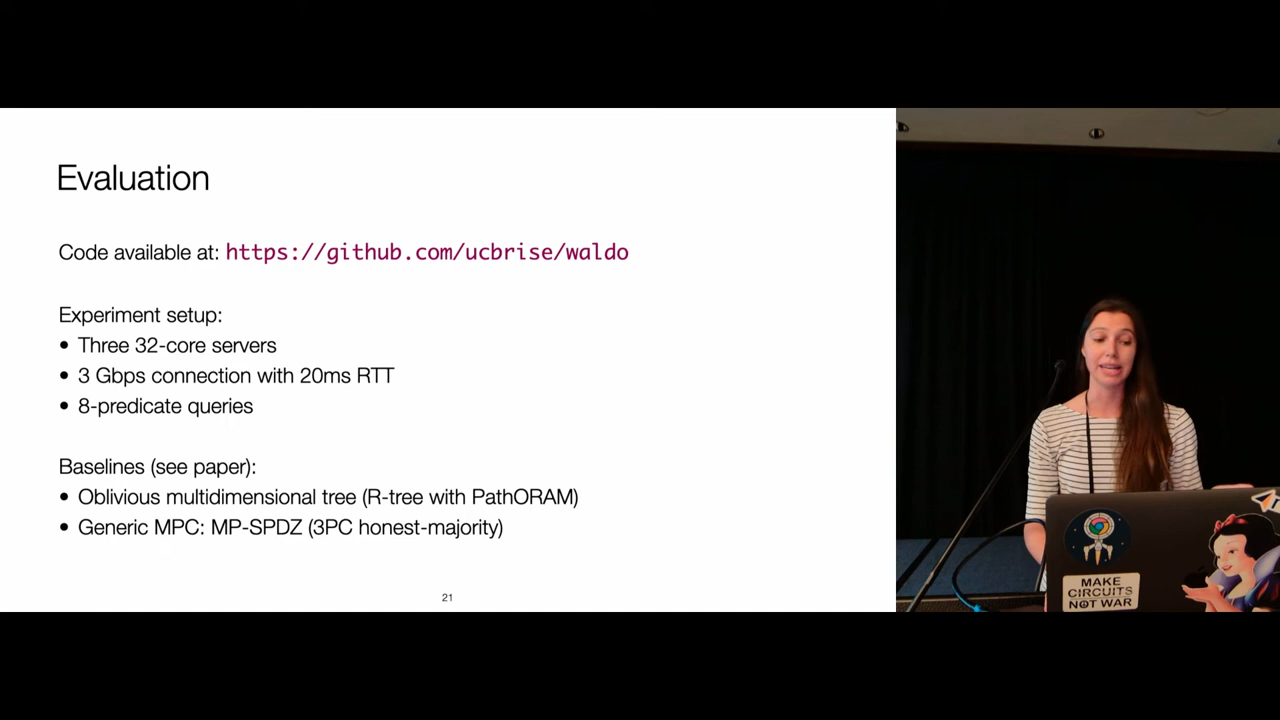 Evaluation
Code available at: https://github.com/ucbrise/waldo
Experiment setup:
• Three 32-core servers
• 3 Gbps connection with 20ms RTT
• 8-predicate queries
Baselines (see paper):
• Oblivious multidimensional tree (R-tree with PathORAM)
• Generic MPC: MP-SPDZ (3PC honest-majority)
21
MAKE
CIRCUITS
NOT WAR